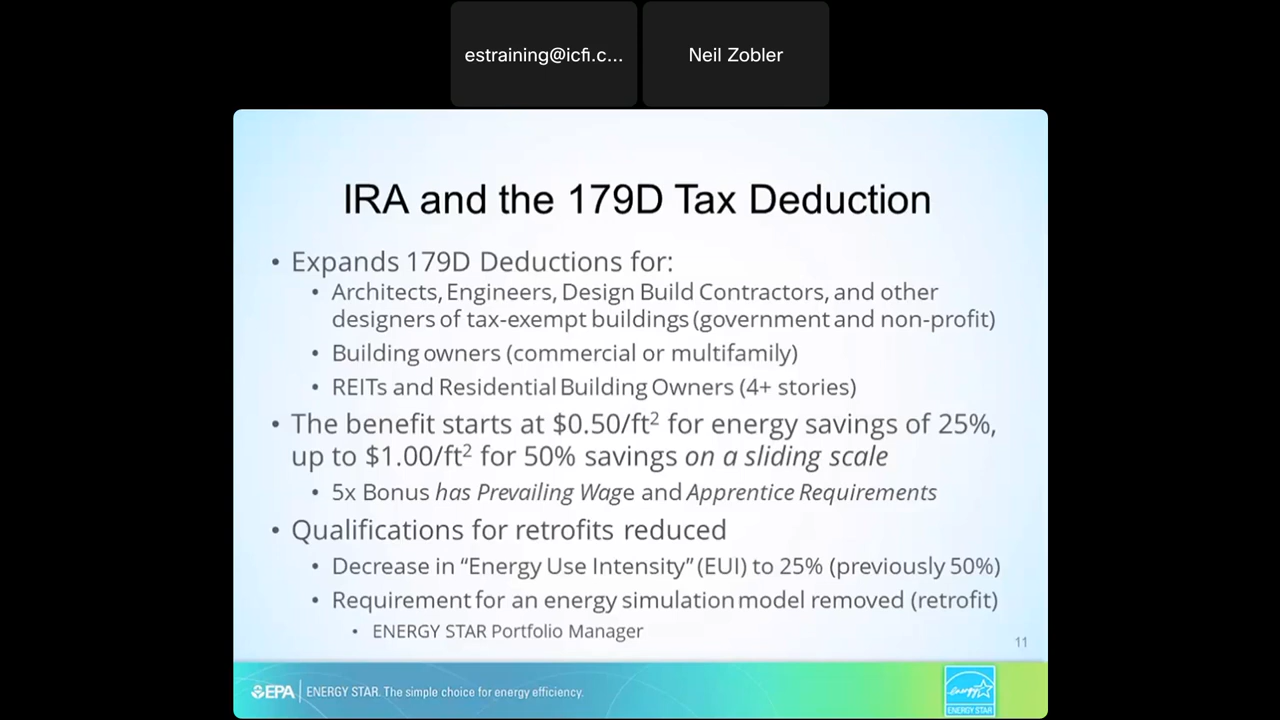 estraining@icfi.c...
Neil Zobler
IRA and the 179D Tax Deduction
• Expands 179D Deductions for:
• Architects, Engineers, Design Build Contractors, and other
designers of tax-exempt buildings (government and non-profit)
• Building owners (commercial or multifamily)
• REITs and Residential Building Owners (4+ stories)
• The benefit starts at $0.50/ft² for energy savings of 25%,
up to $1.00/ft² for 50% savings on a sliding scale
• 5x Bonus has Prevailing Wage and Apprentice Requirements
• Qualifications for retrofits reduced
• Decrease in “Energy Use Intensity” (EUI) to 25% (previously 50%)
• Requirement for an energy simulation model removed (retrofit)
• ENERGY STAR Portfolio Manager
11
EPA
ENERGY STAR. The simple choice for energy efficiency.
energy
ENERGY STAR